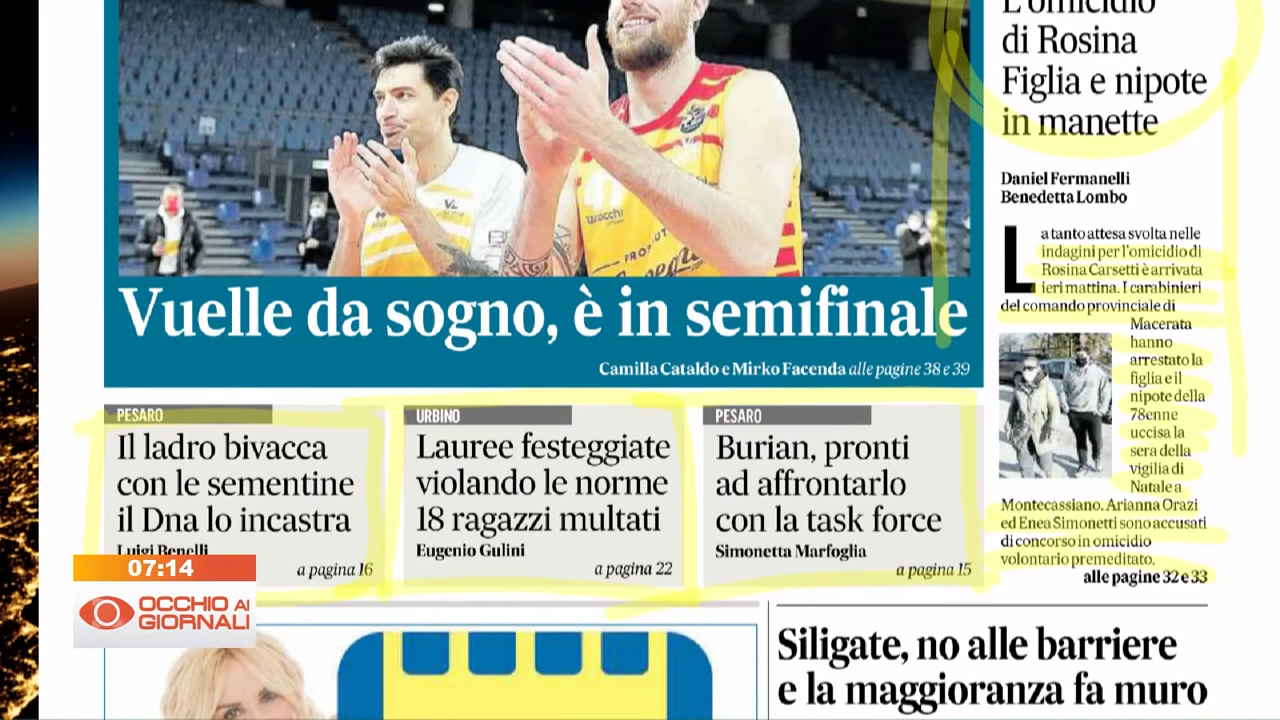 L'omicidio
di Rosina
Figlia e nipote
in manette
Daniel Fermanelli
Benedetta Lombo
La tanto attesa svolta nelle
indagini per l'omicidio di
Rosina Carsetti è arrivata
ieri mattina. I carabinieri
del comando provinciale di
Macerata
hanno
arrestato la
figlia e il
nipote della
78enne
uccisa la
sera della
vigilia di
Natale a
Montecassiano. Arianna Orazi
ed Enea Simonetti sono accusati
di concorso in omicidio
volontario premeditato.
alle pagine 32 e 33
Vuelle da sogno, è in semifinale
Camilla Cataldo e Mirko Facenda alle pagine 38 e 39
PESARO
Il ladro bivacca
con le sementine
il Dna lo incastra
Luigi Benelli
a pagina 16
URBINO
Lauree festeggiate
violando le norme
18 ragazzi multati
Eugenio Gulini
a pagina 22
PESARO
Burian, pronti
ad affrontarlo
con la task force
Simonetta Marfoglia
a pagina 15
07:14
OCCHIO AI
GIORNALI
Siligate, no alle barriere
e la maggioranza fa muro